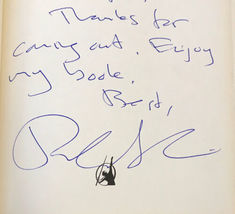 Thanks for
coming out. Enjoy
my book.
Best,